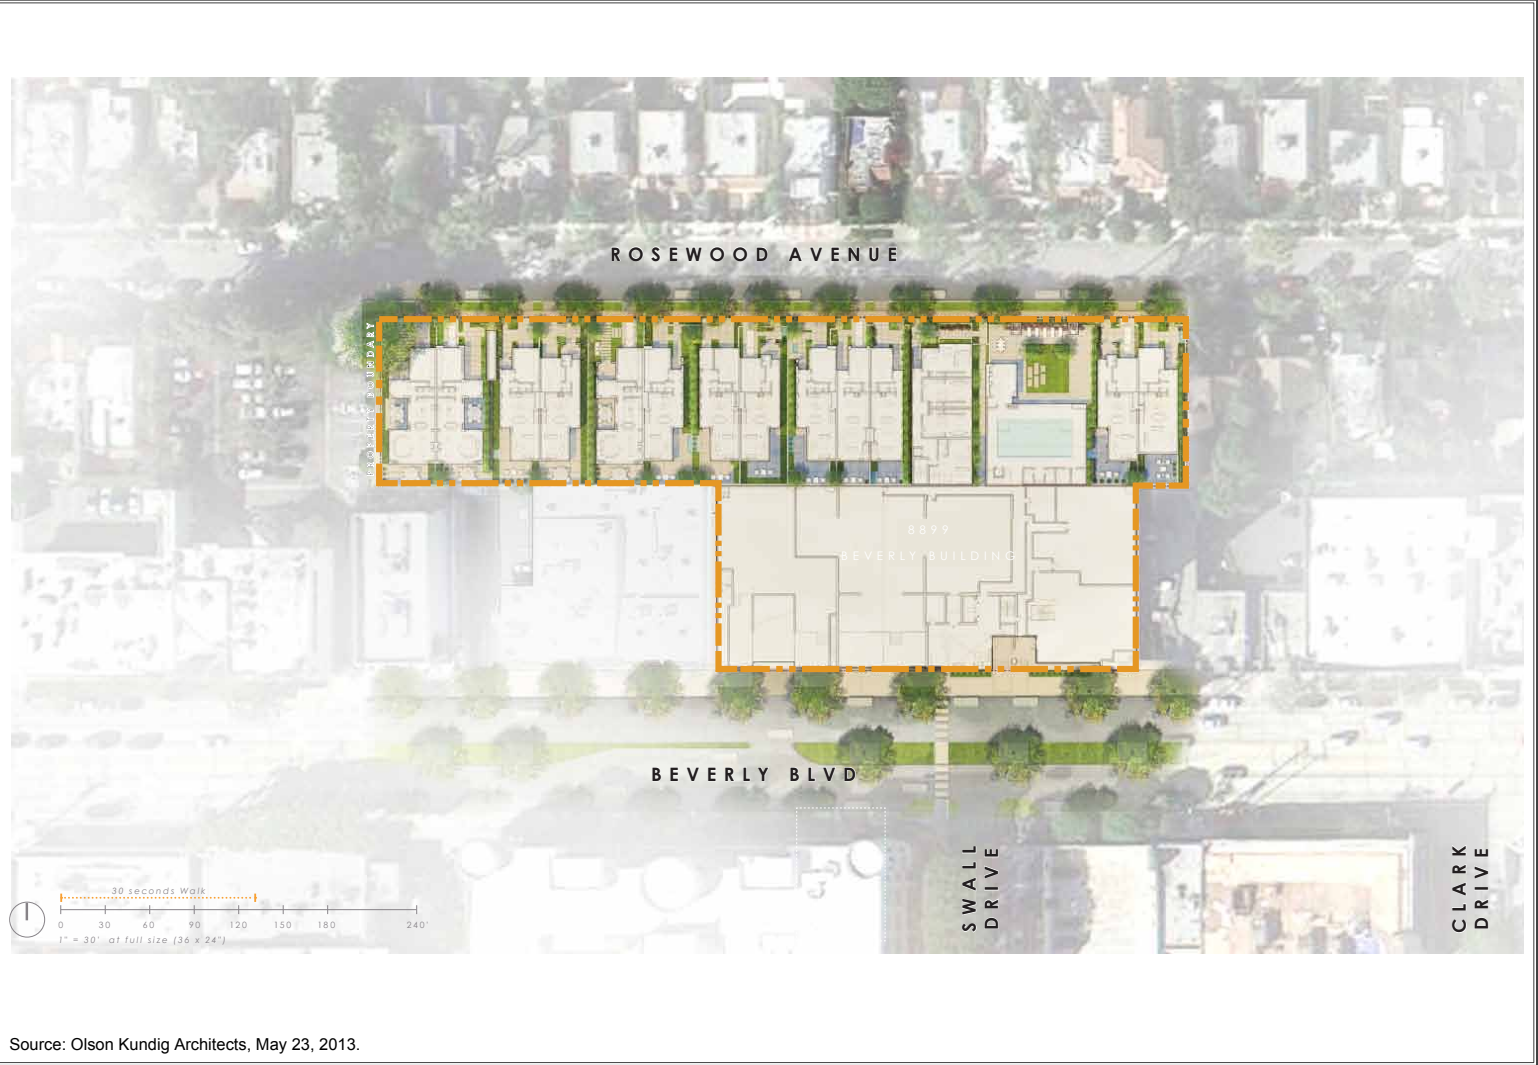 ROSEWOOD AVENUE
PROPERTY BOUNDARY
8899
BEVERLY BUILDING
BEVERLY BLVD
SWALL
DRIVE
CLARK
DRIVE
30 seconds Walk
0 30 60 90 120 150 180 240'
1" = 30' at full size (36 x 24")
Source: Olson Kundig Architects, May 23, 2013.